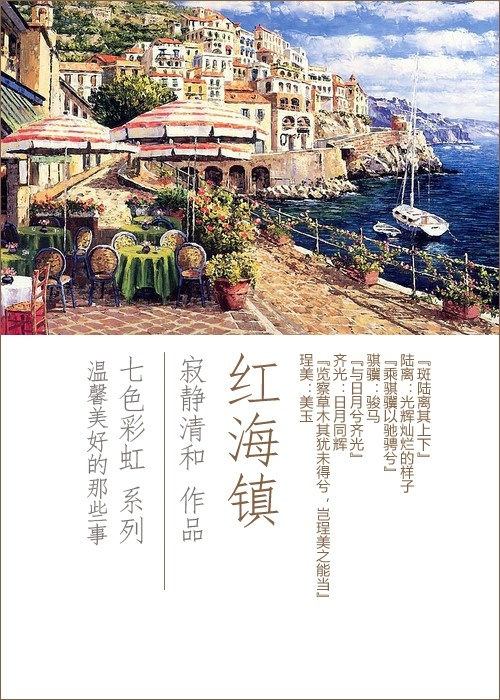 『斑陆离其上下』
陆离：光辉灿烂的样子
『乘骐骥以驰骋兮』
骐骥：骏马
『与日月兮齐光』
齐光：日月同辉
『览察草木其犹未得兮，岂珵美之能当』
珵美：美玉
红海镇
寂静清和 作品
七色彩虹 系列
温馨美好的那些事